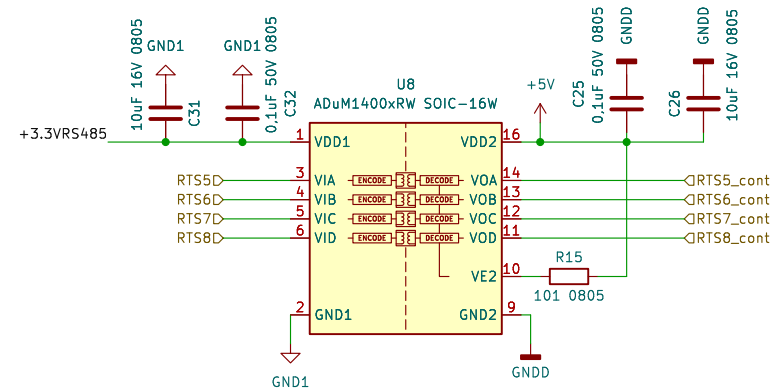 10uF 16V 0805
GND1
C31
GND1
0,1uF 50V 0805
C32
U8
ADuM1400xRW SOIC-16W
+5V
C25
0,1uF 50V 0805
GNDD
C26
GNDD
10uF 16V 0805
+3.3VRS485
1 VDD1
VDD2 16
RTS5 3 VIA ENCODE DECODE VOA 14 RTS5_cont
RTS6 4 VIB ENCODE DECODE VOB 13 RTS6_cont
RTS7 5 VIC ENCODE DECODE VOC 12 RTS7_cont
RTS8 6 VID ENCODE DECODE VOD 11 RTS8_cont
R15
VE2 10
101 0805
2 GND1
GND2 9
GND1
GNDD